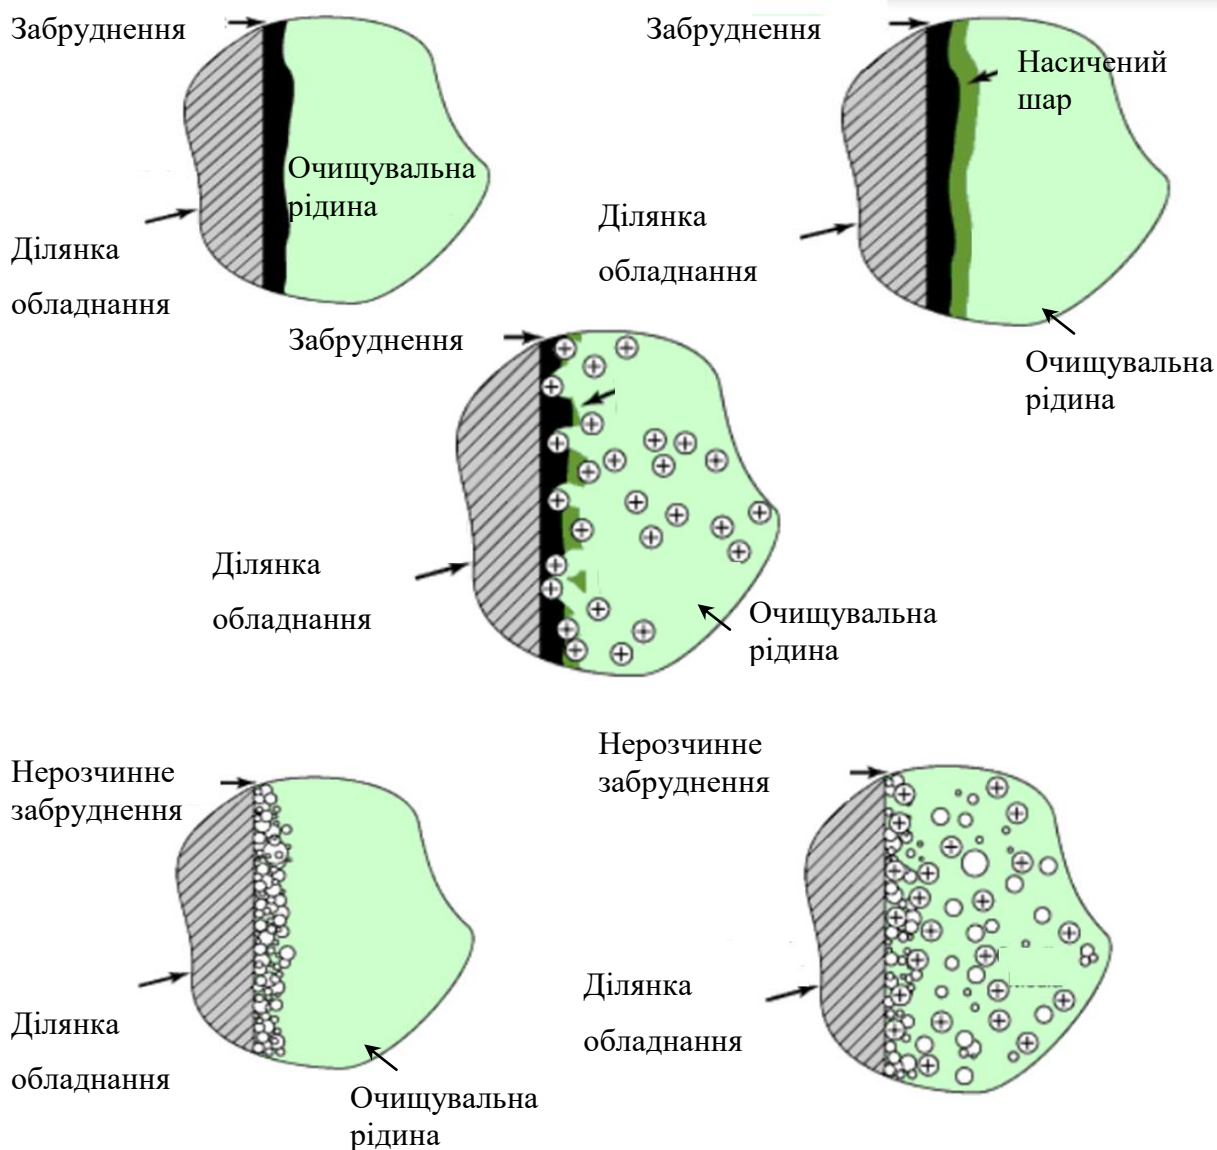 Забруднення
Очищувальна
рідина
Ділянка
обладнання
Забруднення
Насичений
шар
Ділянка
обладнання
Очищувальна
рідина
Забруднення
Ділянка
обладнання
Очищувальна
рідина
Нерозчинне
забруднення
Ділянка
обладнання
Очищувальна
рідина
Нерозчинне
забруднення
Ділянка
обладнання